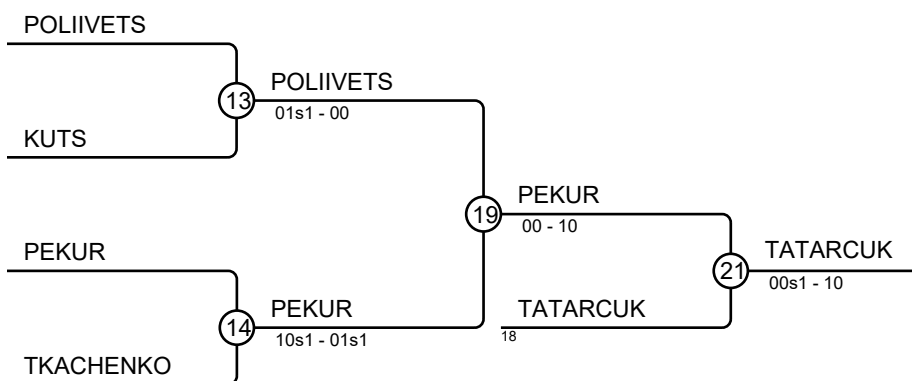 POLIIVETS
13
POLIIVETS
01s1 - 00
KUTS
19
PEKUR
00 - 10
PEKUR
21
TATARCUK
00s1 - 10
14
PEKUR
10s1 - 01s1
TATARCUK
18
TKACHENKO